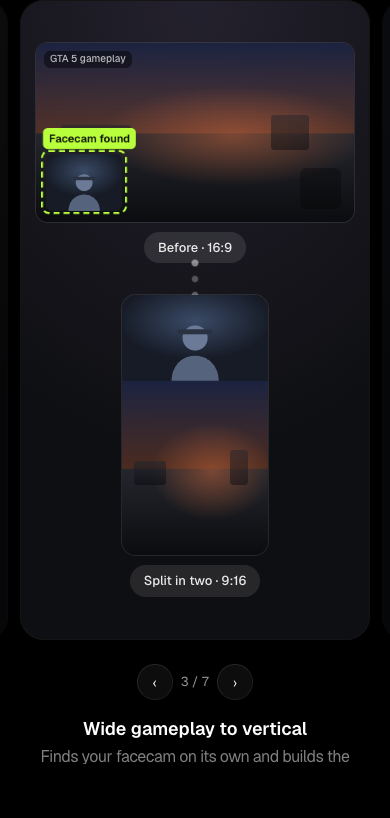 GTA 5 gameplay
Facecam found
Before · 16:9
Split in two · 9:16
‹ 3 / 7 ›
Wide gameplay to vertical
Finds your facecam on its own and builds the